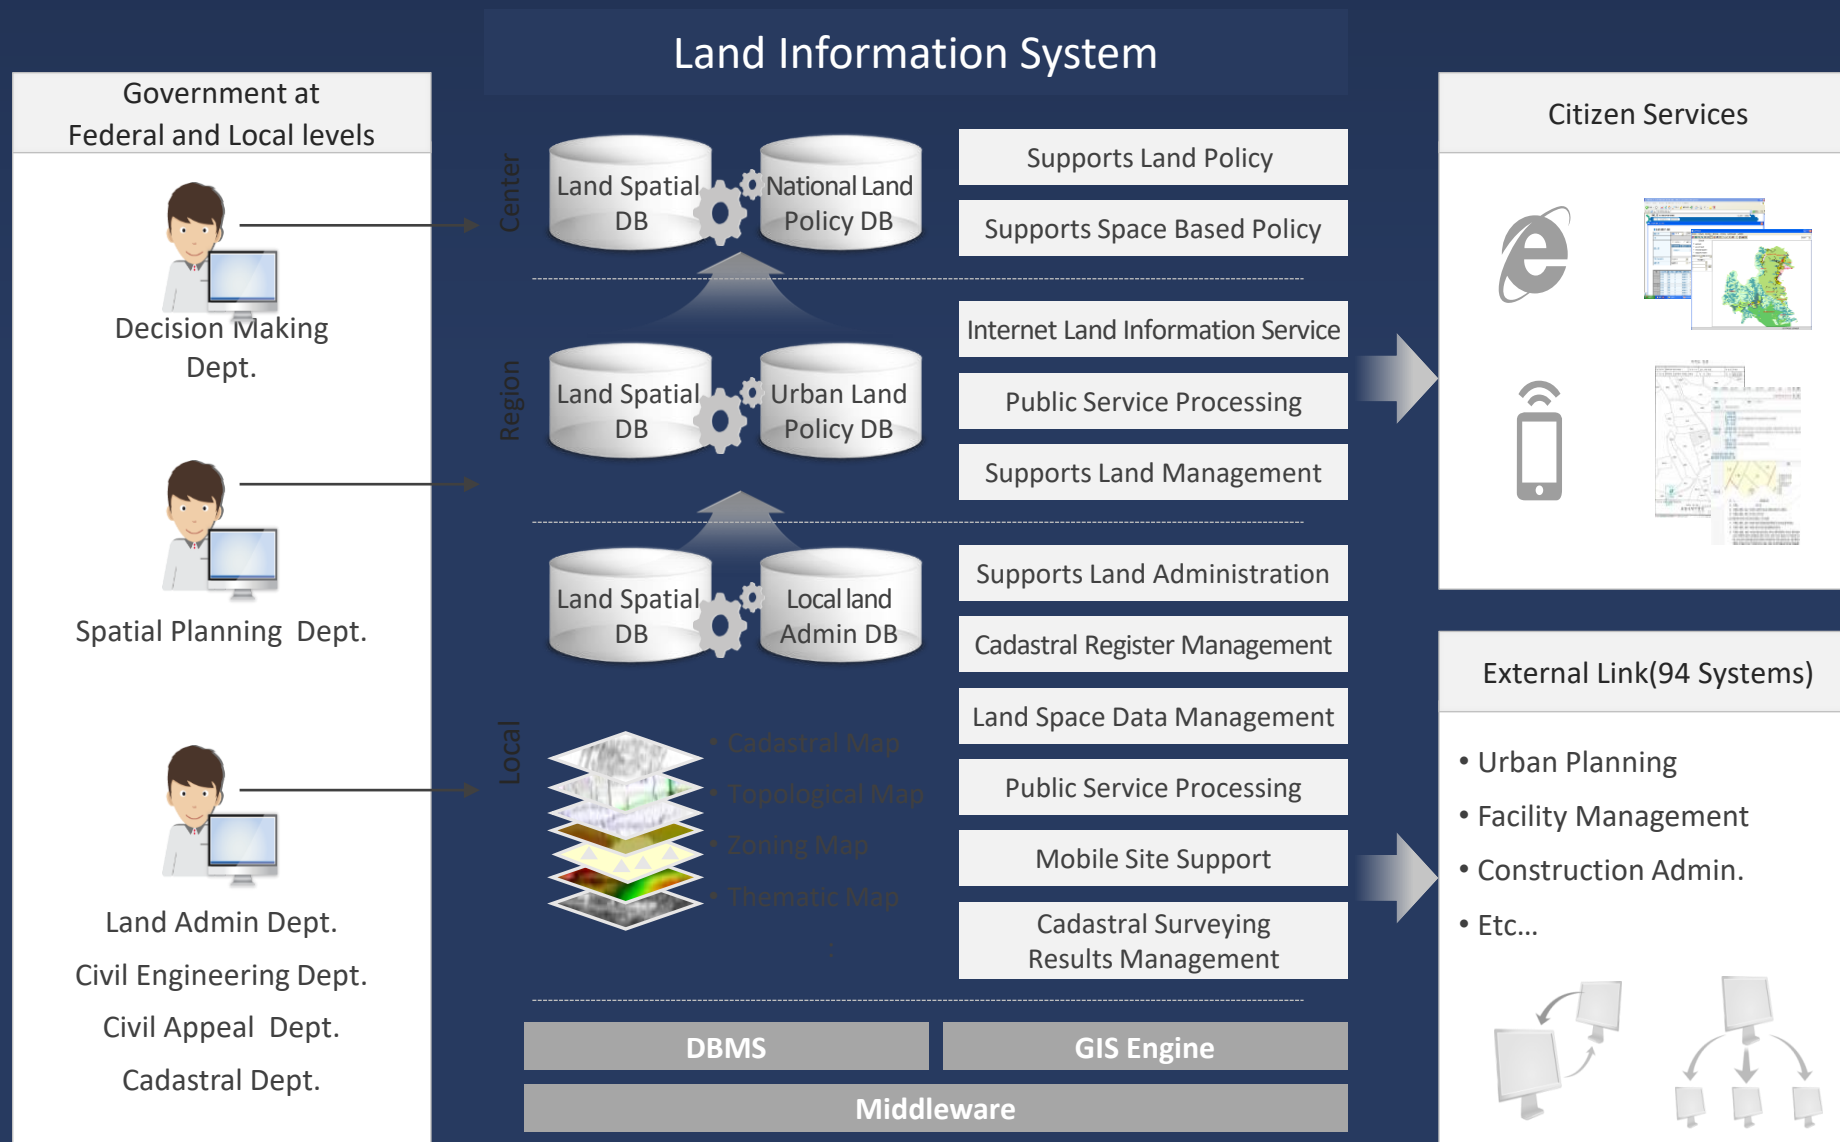 Land Information System
Government at
Federal and Local levels
Decision Making
Dept.
Spatial Planning Dept.
Land Admin Dept.
Civil Engineering Dept.
Civil Appeal Dept.
Cadastral Dept.
Center
Land Spatial
DB
National Land
Policy DB
Supports Land Policy
Supports Space Based Policy
Region
Land Spatial
DB
Urban Land
Policy DB
Internet Land Information Service
Public Service Processing
Supports Land Management
Local
Land Spatial
DB
Local land
Admin DB
• Cadastral Map
• Topological Map
• Zoning Map
• Thematic Map
:
Supports Land Administration
Cadastral Register Management
Land Space Data Management
Public Service Processing
Mobile Site Support
Cadastral Surveying
Results Management
DBMS
GIS Engine
Middleware
Citizen Services
External Link(94 Systems)
• Urban Planning
• Facility Management
• Construction Admin.
• Etc...